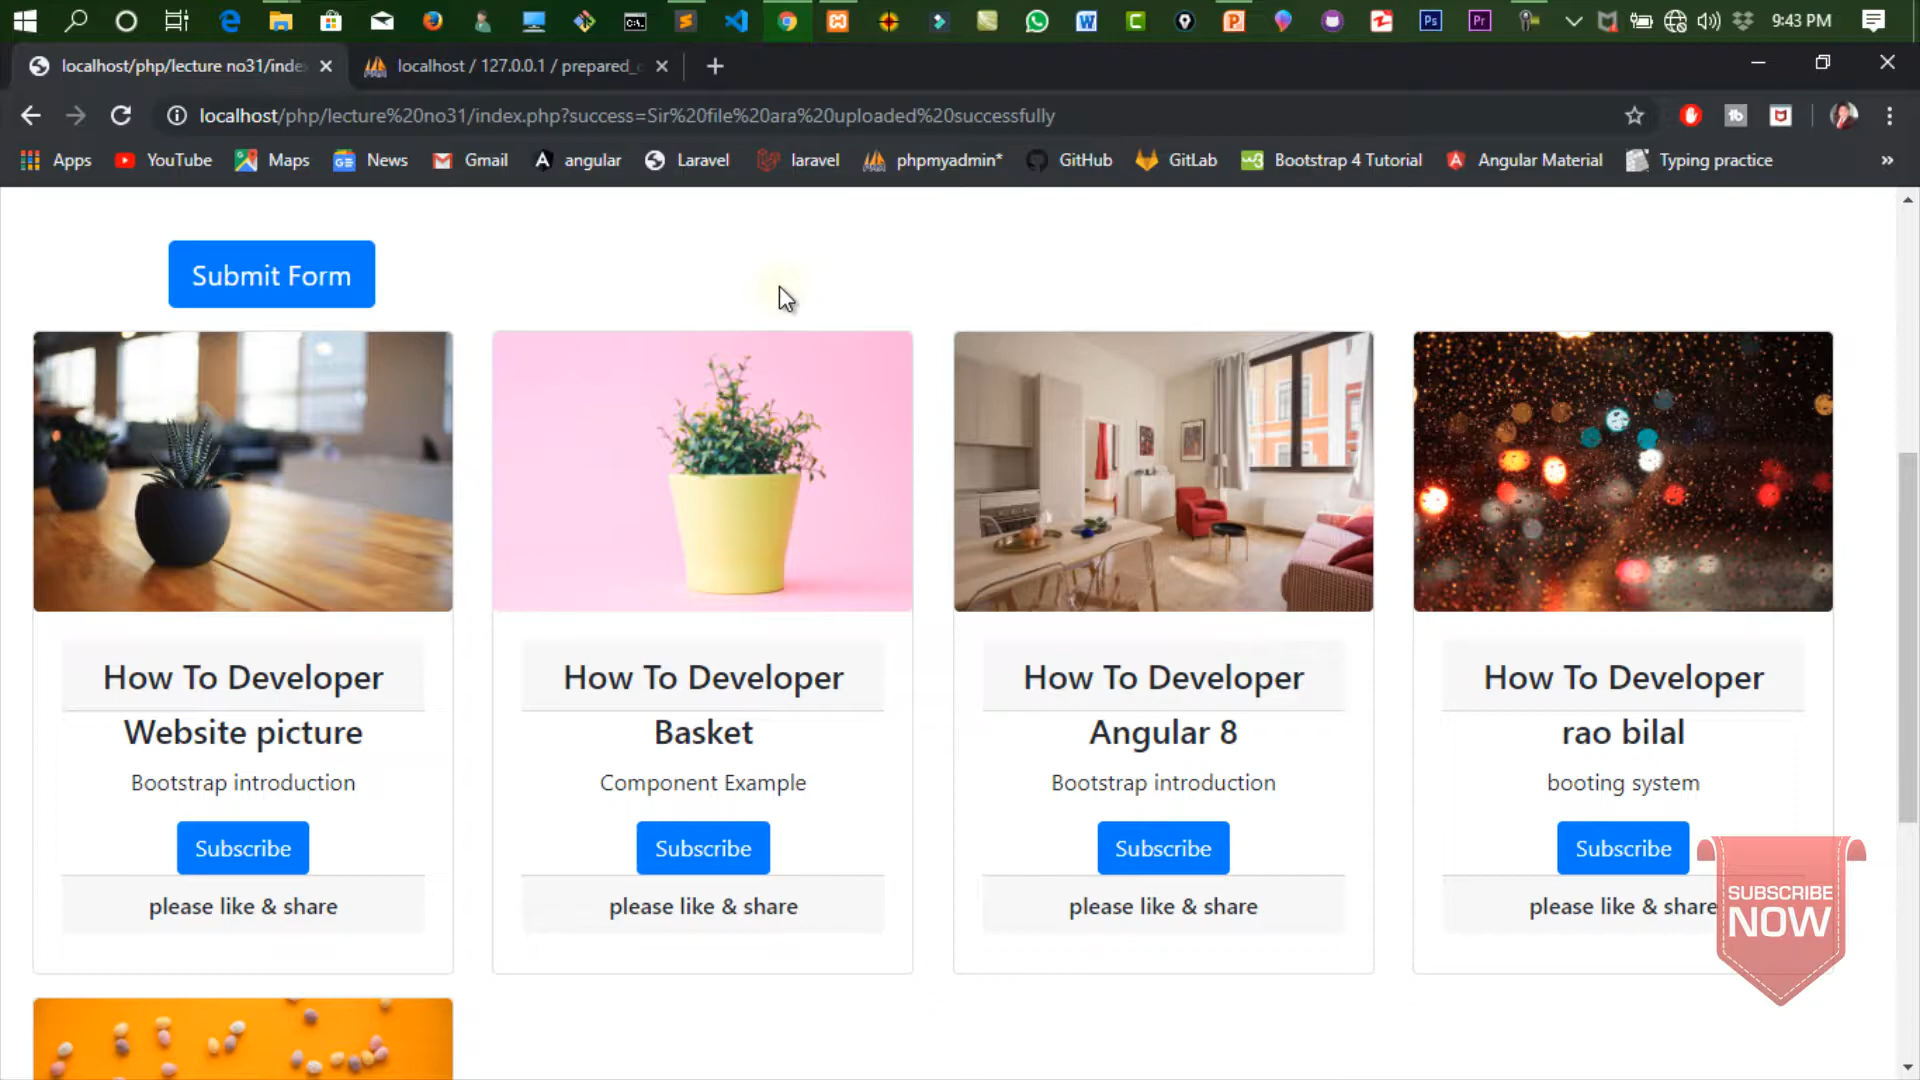 9:43 PM
localhost/php/lecture no31/inde
localhost / 127.0.0.1 / prepared_
localhost/php/lecture%20no31/index.php?success=Sir%20file%20ara%20uploaded%20successfully
Apps YouTube Maps News Gmail angular Laravel laravel phpmyadmin* GitHub GitLab Bootstrap 4 Tutorial Angular Material Typing practice »
Submit Form
How To Developer
Website picture
Bootstrap introduction
Subscribe
please like & share
How To Developer
Basket
Component Example
Subscribe
please like & share
How To Developer
Angular 8
Bootstrap introduction
Subscribe
please like & share
How To Developer
rao bilal
booting system
Subscribe
please like & share
SUBSCRIBE
NOW